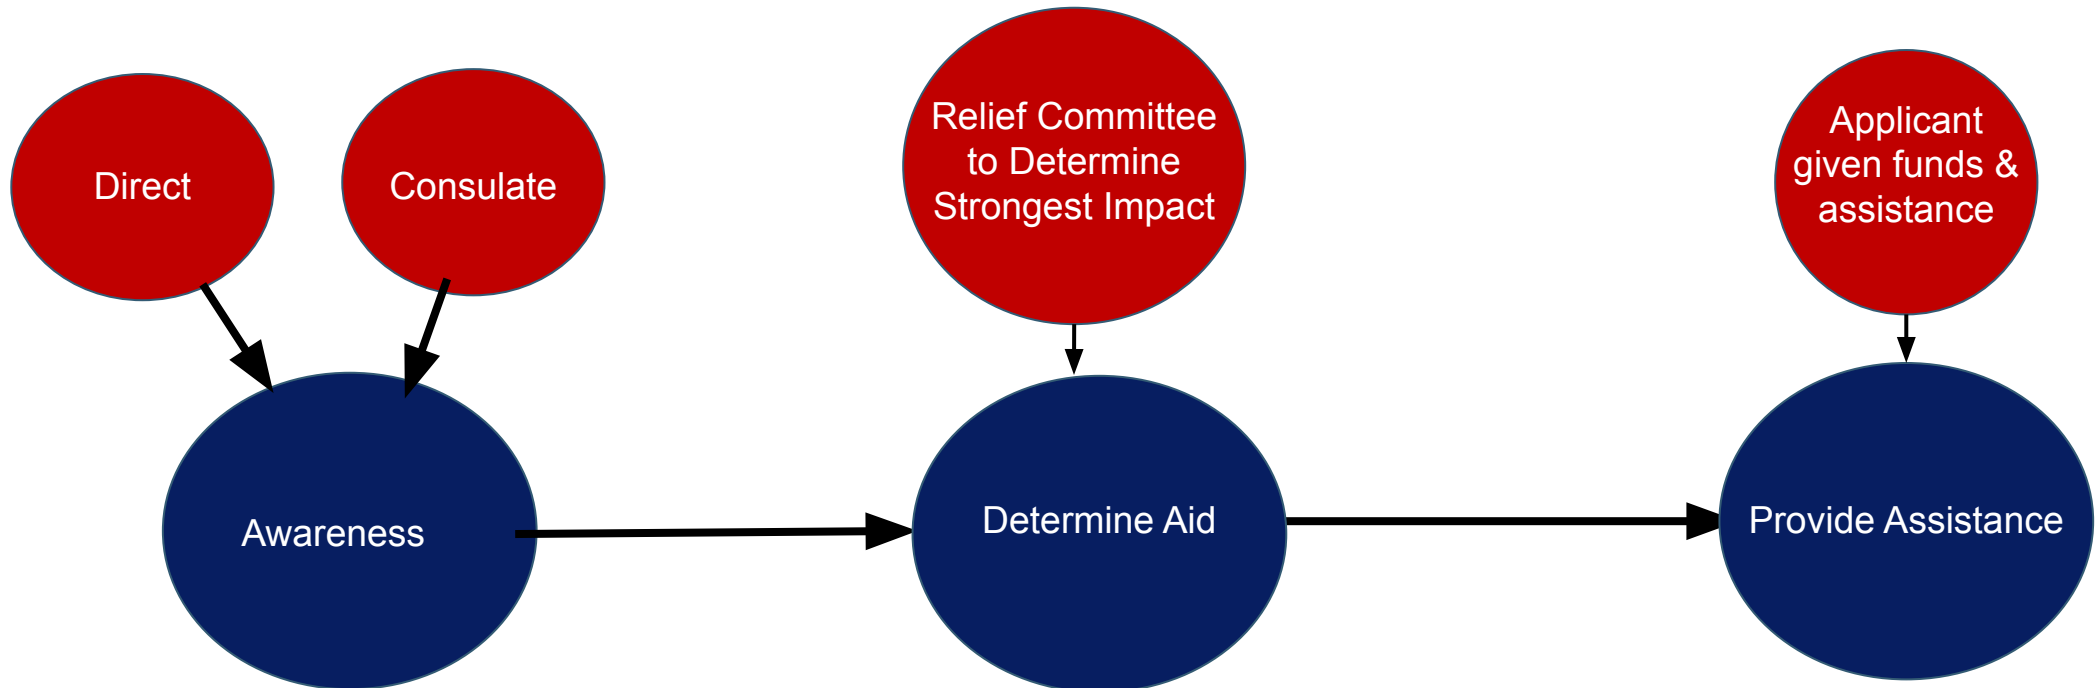 Direct
Consulate
Relief Committee
to Determine
Strongest Impact
Applicant
given funds &
assistance
Awareness
Determine Aid
Provide Assistance